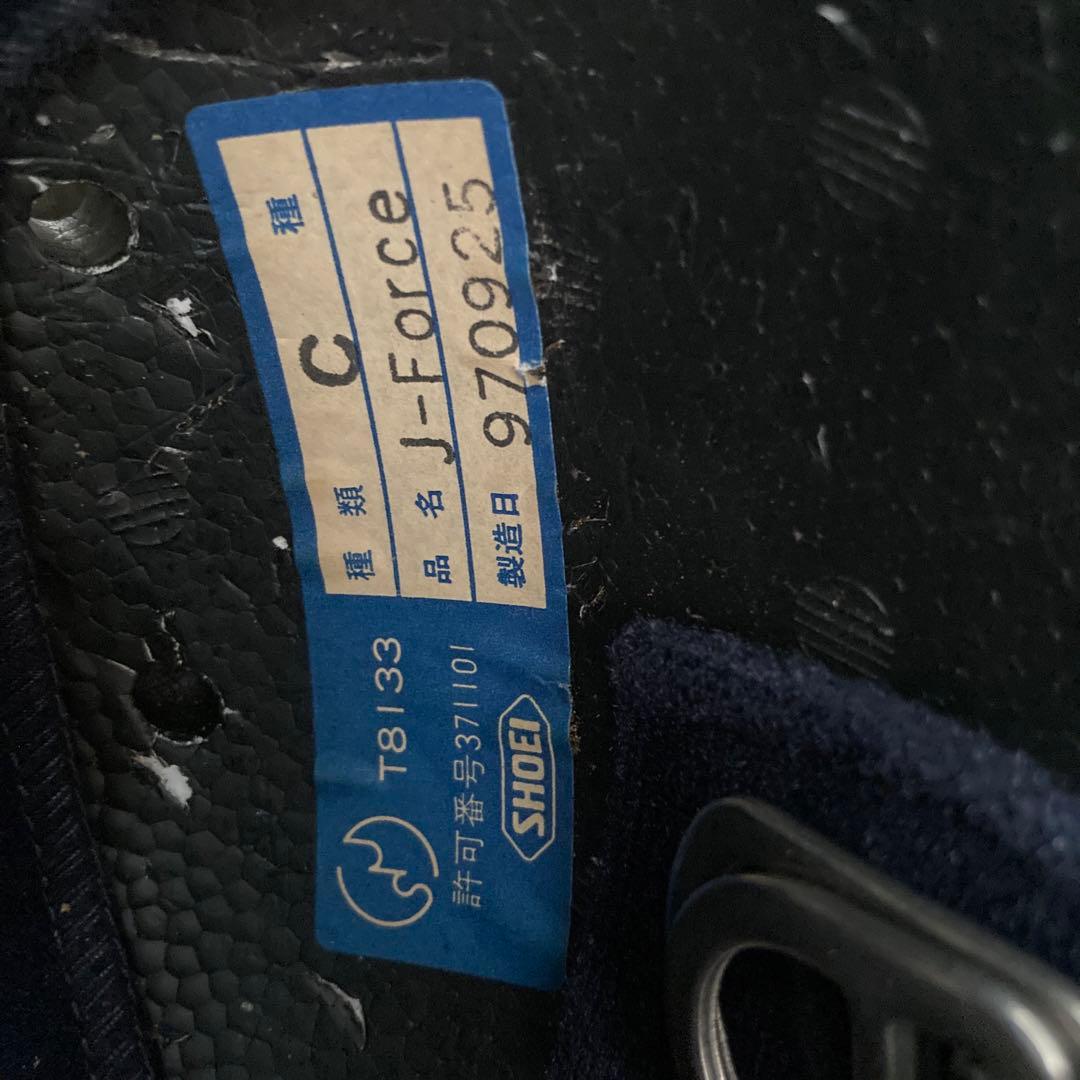 種類 C 種
品名 J-Force
製造日 970925
T8133
許可番号371101
SHOEI